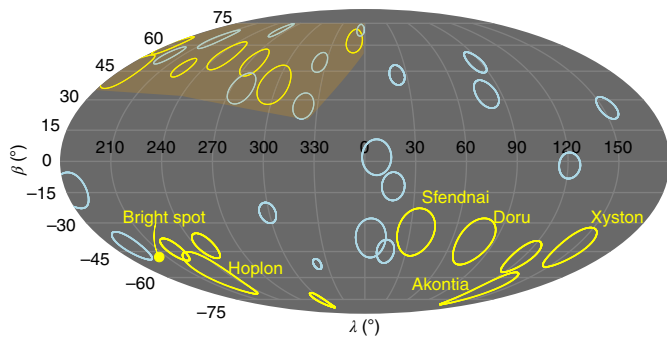 75
60
45
30
15
0
−15
−30
−45
−60
−75
β (°)
210 240 270 300 330 0 30 60 90 120 150
Sfendnai
Bright spot
Doru
Xyston
Hoplon
Akontia
λ (°)